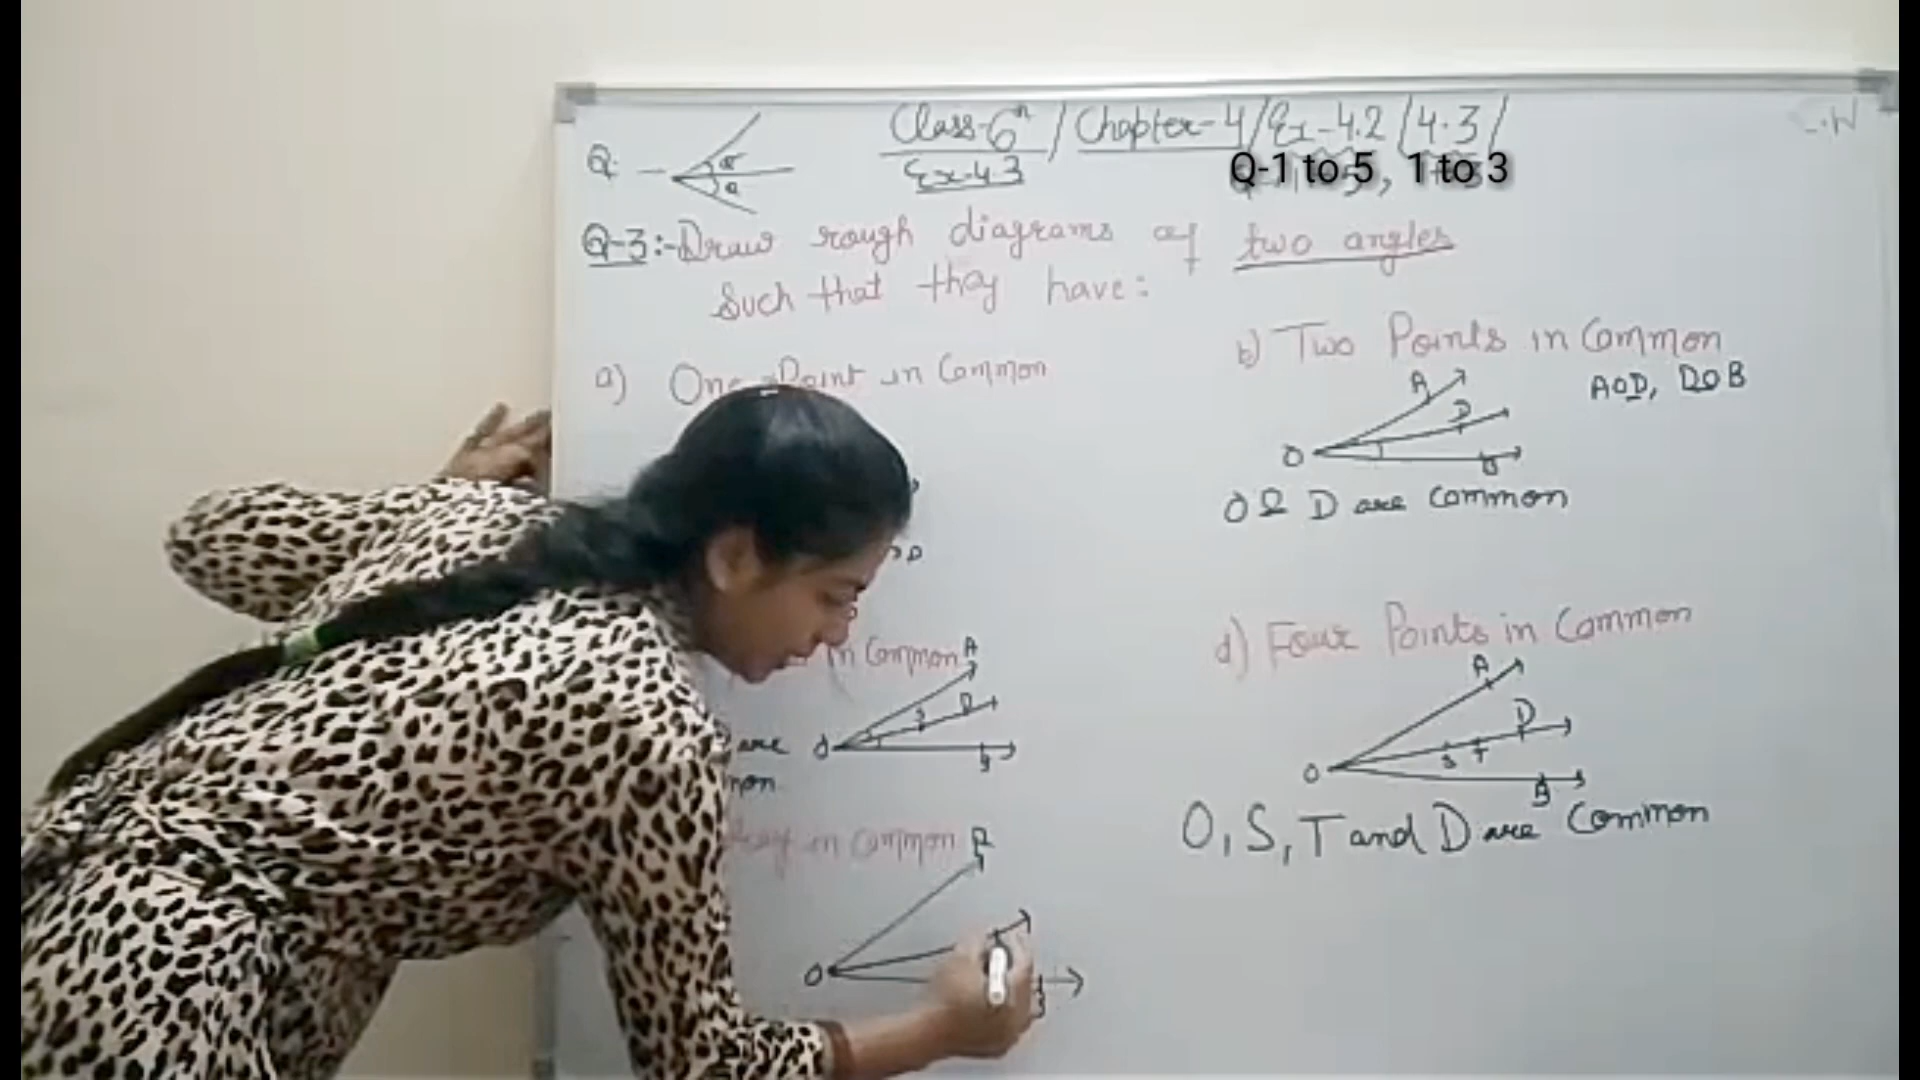 Class-6th / Chapter-4 / Ex-4.2 / 4.3 /
Ex-4.3
Q-1 to 5, 1 to 3
Q.
a
Q-3:- Draw rough diagrams of two angles
Such that they have:
a) One Point in Common
b) Two Points in Common
AOD, DOB
A
D
O
B
O & D are common
D
in Common
A
S
D
are
O
B
d) Four Points in Common
A
D
O
S T
B
O, S, T and D are Common
Ray in Common
O
B